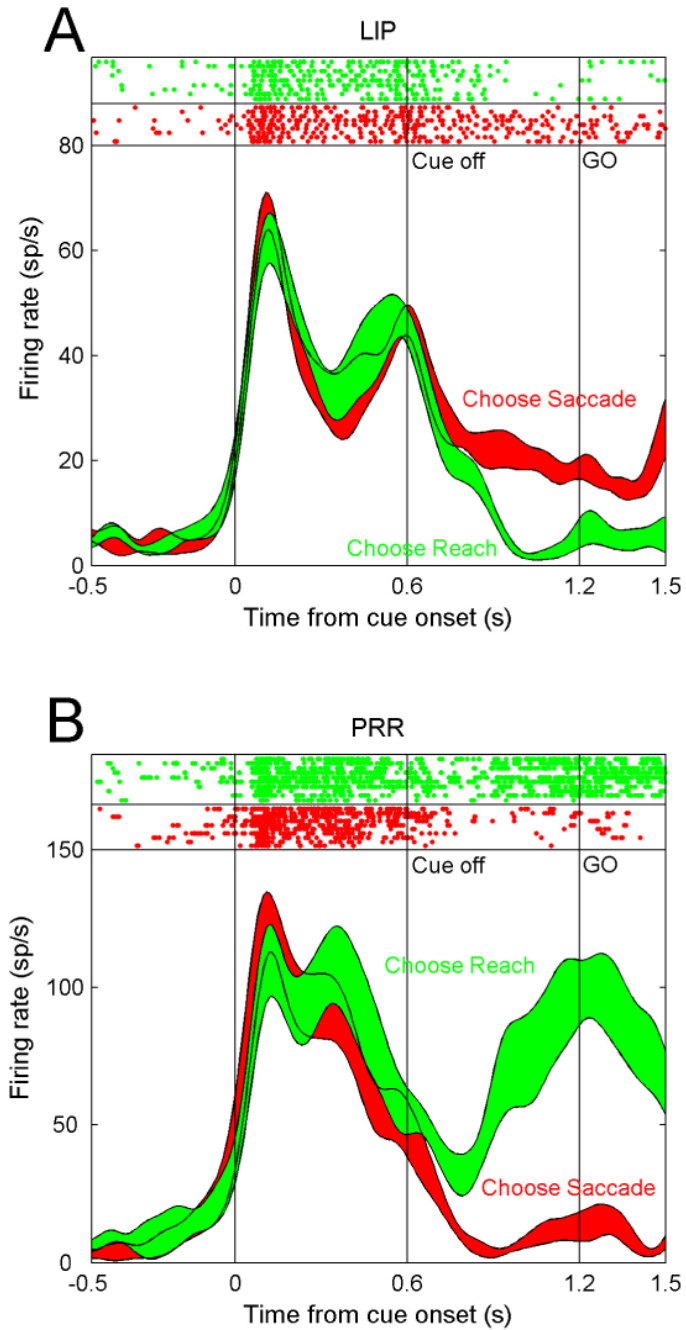 A
LIP
80
Cue off
GO
60
Firing rate (sp/s)
40
Choose Saccade
20
Choose Reach
0
-0.5
0
0.6
1.2
1.5
Time from cue onset (s)
B
PRR
150
Cue off
GO
Firing rate (sp/s)
100
Choose Reach
50
Choose Saccade
0
-0.5
0
0.6
1.2
1.5
Time from cue onset (s)